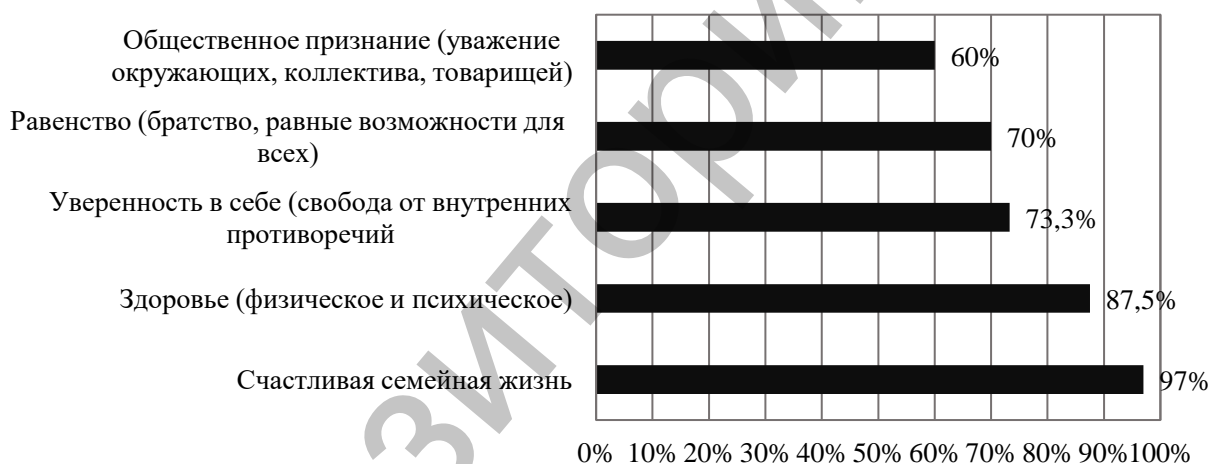 Общественное признание (уважение
окружающих, коллектива, товарищей)
60%
Равенство (братство, равные возможности для
всех)
70%
Уверенность в себе (свобода от внутренних
противоречий
73,3%
Здоровье (физическое и психическое)
87,5%
Счастливая семейная жизнь
97%
0% 10% 20% 30% 40% 50% 60% 70% 80% 90%100%
зитори